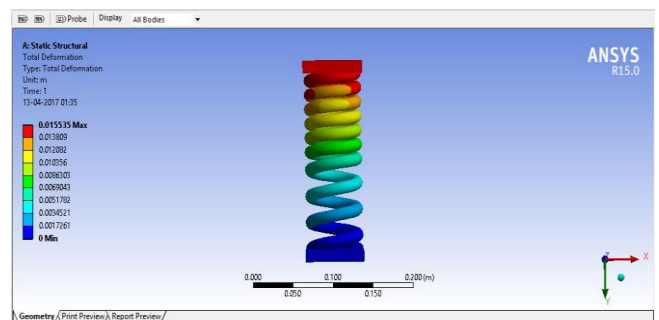 Probe Display All Bodies
A: Static Structural
Total Deformation
Type: Total Deformation
Unit: m
Time: 1
13-04-2017 01:35
0.015535 Max
0.013809
0.012082
0.010356
0.0086303
0.0069043
0.0051782
0.0034521
0.0017261
0 Min
ANSYS
R15.0
0.000 0.100 0.200 (m)
0.050 0.150
X
Y
Geometry Print Preview Report Preview